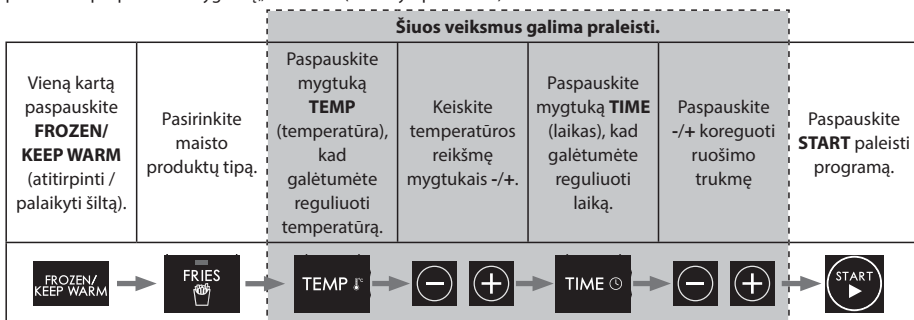 Šiuos veiksmus galima praleisti.
Vieną kartą
paspauskite
FROZEN/
KEEP WARM
(atitirpinti /
palaikyti šiltą).
Pasirinkite
maisto
produktų tipą.
Paspauskite
mygtuką
TEMP
(temperatūra),
kad
galėtumėte
reguliuoti
temperatūrą.
Keiskite
temperatūros
reikšmę
mygtukais -/+.
Paspauskite
mygtuką TIME
(laikas), kad
galėtumėte
reguliuoti
laiką.
Paspauskite
-/+ koreguoti
ruošimo
trukmę
Paspauskite
START paleisti
programą.
FROZEN/
KEEP WARM
FRIES
TEMP
TIME
START